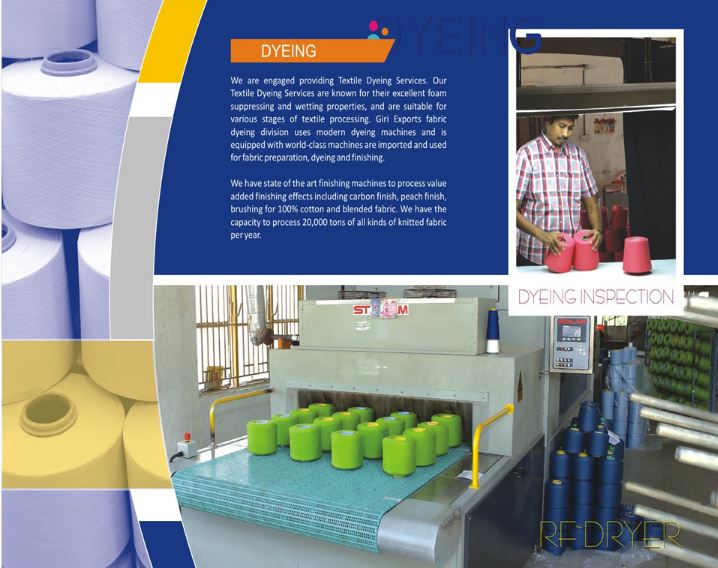 DYEING
DYEING
We are engaged providing Textile Dyeing Services. Our
Textile Dyeing Services are known for their excellent foam
suppressing and wetting properties, and are suitable for
various stages of textile processing. Giri Exports fabric
dyeing division uses modern dyeing machines and is
equipped with world-class machines are imported and used
for fabric preparation, dyeing and finishing.
We have state of the art finishing machines to process value
added finishing effects including carbon finish, peach finish,
brushing for 100% cotton and blended fabric. We have the
capacity to process 20,000 tons of all kinds of knitted fabric
per year.
DYEING INSPECTION
RF-DRYER